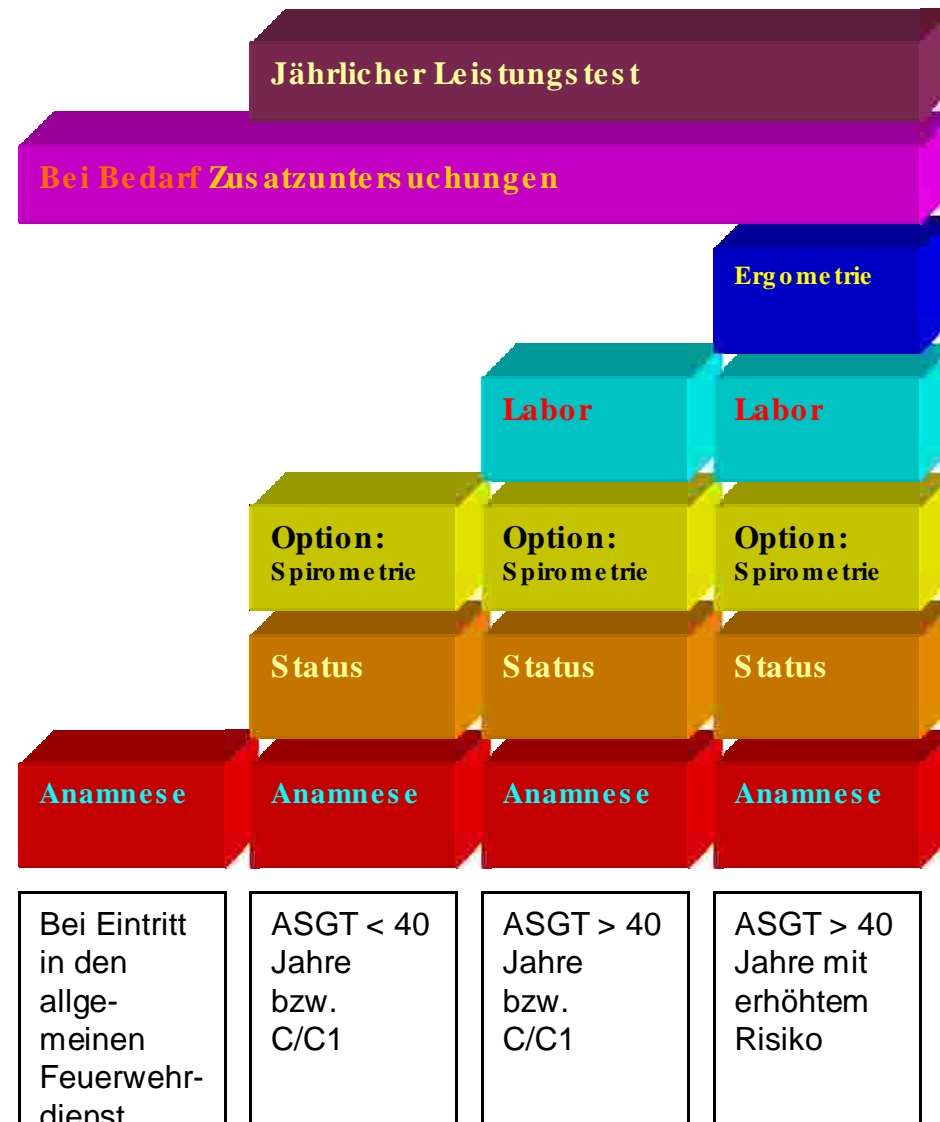 Jährlicher Leistungstest
Bei Bedarf Zusatzuntersuchungen
Ergometrie
Labor
Labor
Option:
Spirometrie
Option:
Spirometrie
Option:
Spirometrie
Status
Status
Status
Anamnese
Anamnese
Anamnese
Anamnese
Bei Eintritt
in den
allge-
meinen
Feuerwehr-
dienst
ASGT < 40
Jahre
bzw.
C/C1
ASGT > 40
Jahre
bzw.
C/C1
ASGT > 40
Jahre mit
erhöhtem
Risiko